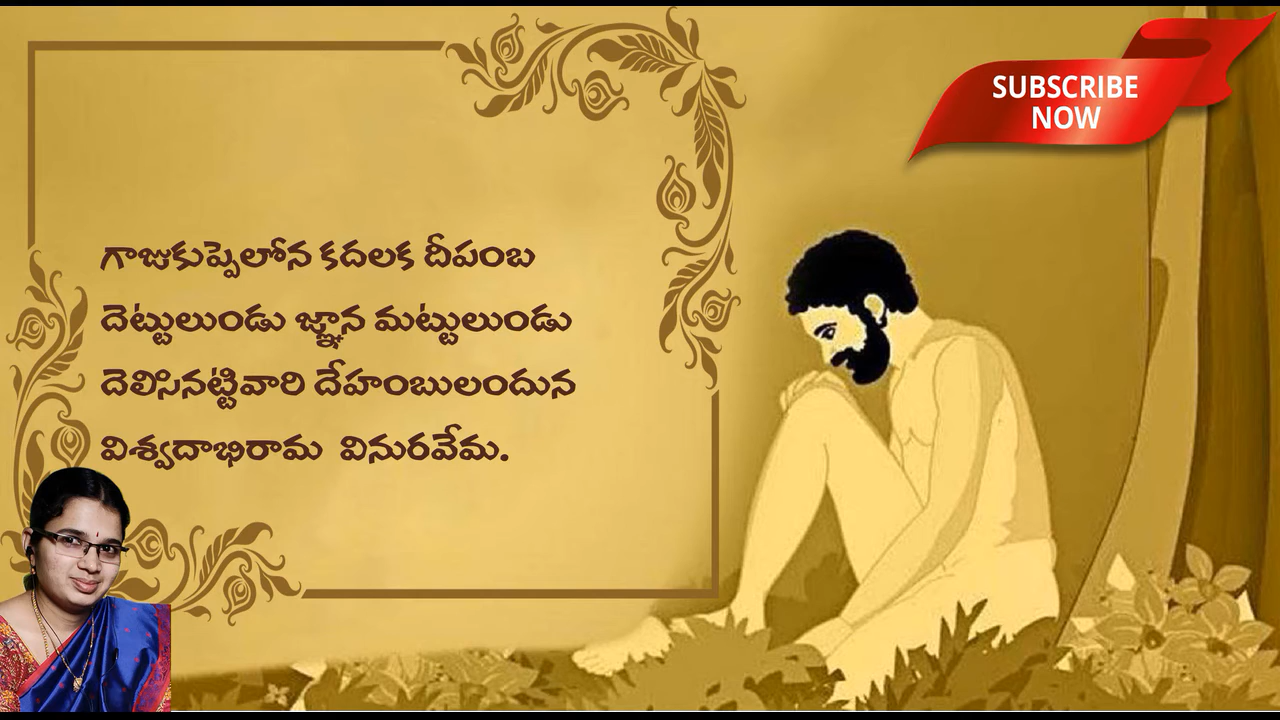 SUBSCRIBE
NOW
గాజుకుప్పెలోన కదలక దీపంబ
దెట్టులుండు జ్ఞాన మట్టులుండు
దెలిసినట్టివారి దేహంబులందున
విశ్వదాభిరామ వినురవేమ.